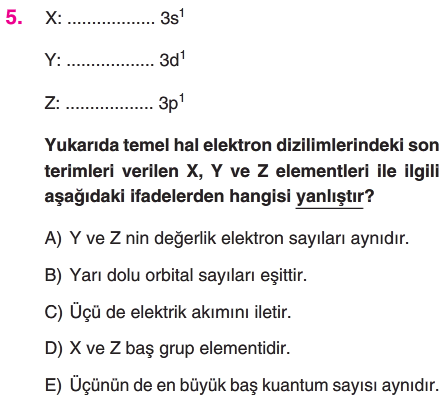 5. X: .................. 3s¹
Y: .................. 3d¹
Z: .................. 3p¹
Yukarıda temel hal elektron dizilimlerindeki son
terimleri verilen X, Y ve Z elementleri ile ilgili
aşağıdaki ifadelerden hangisi yanlıştır?
A) Y ve Z nin değerlik elektron sayıları aynıdır.
B) Yarı dolu orbital sayıları eşittir.
C) Üçü de elektrik akımını iletir.
D) X ve Z baş grup elementidir.
E) Üçünün de en büyük baş kuantum sayısı aynıdır.